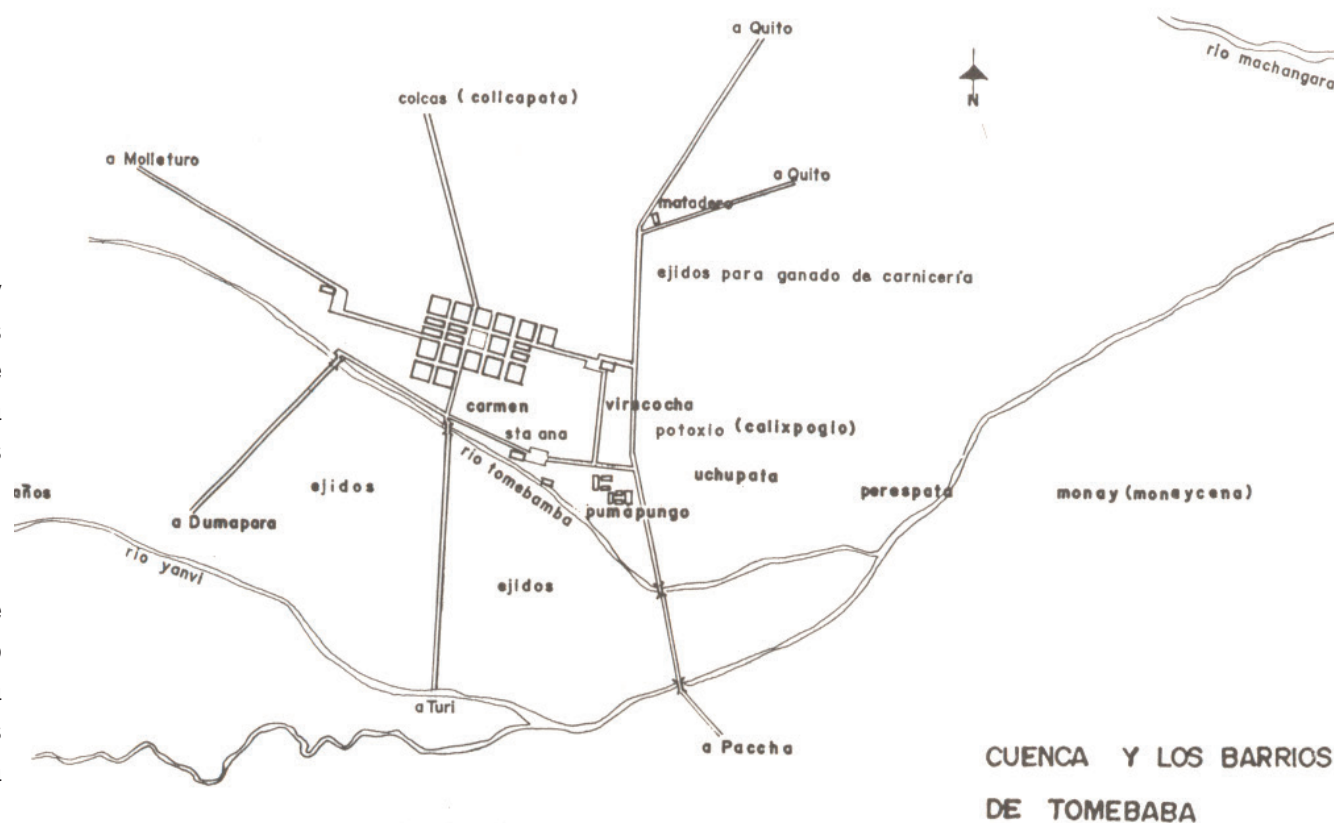 a Quito
rio machangara
N
colcas (collcapata)
a Molleturo
a Quito
matadero
ejidos para ganado de carnicería
carmen
viracocha
sta ana
potoxio (calixpogio)
rio tomebamba
uchupata
años
ejidos
perespata
monay (moneycena)
a Dumapara
pumapungo
rio yanvi
ejidos
a Turi
a Paccha
CUENCA Y LOS BARRIOS
DE TOMEBABA